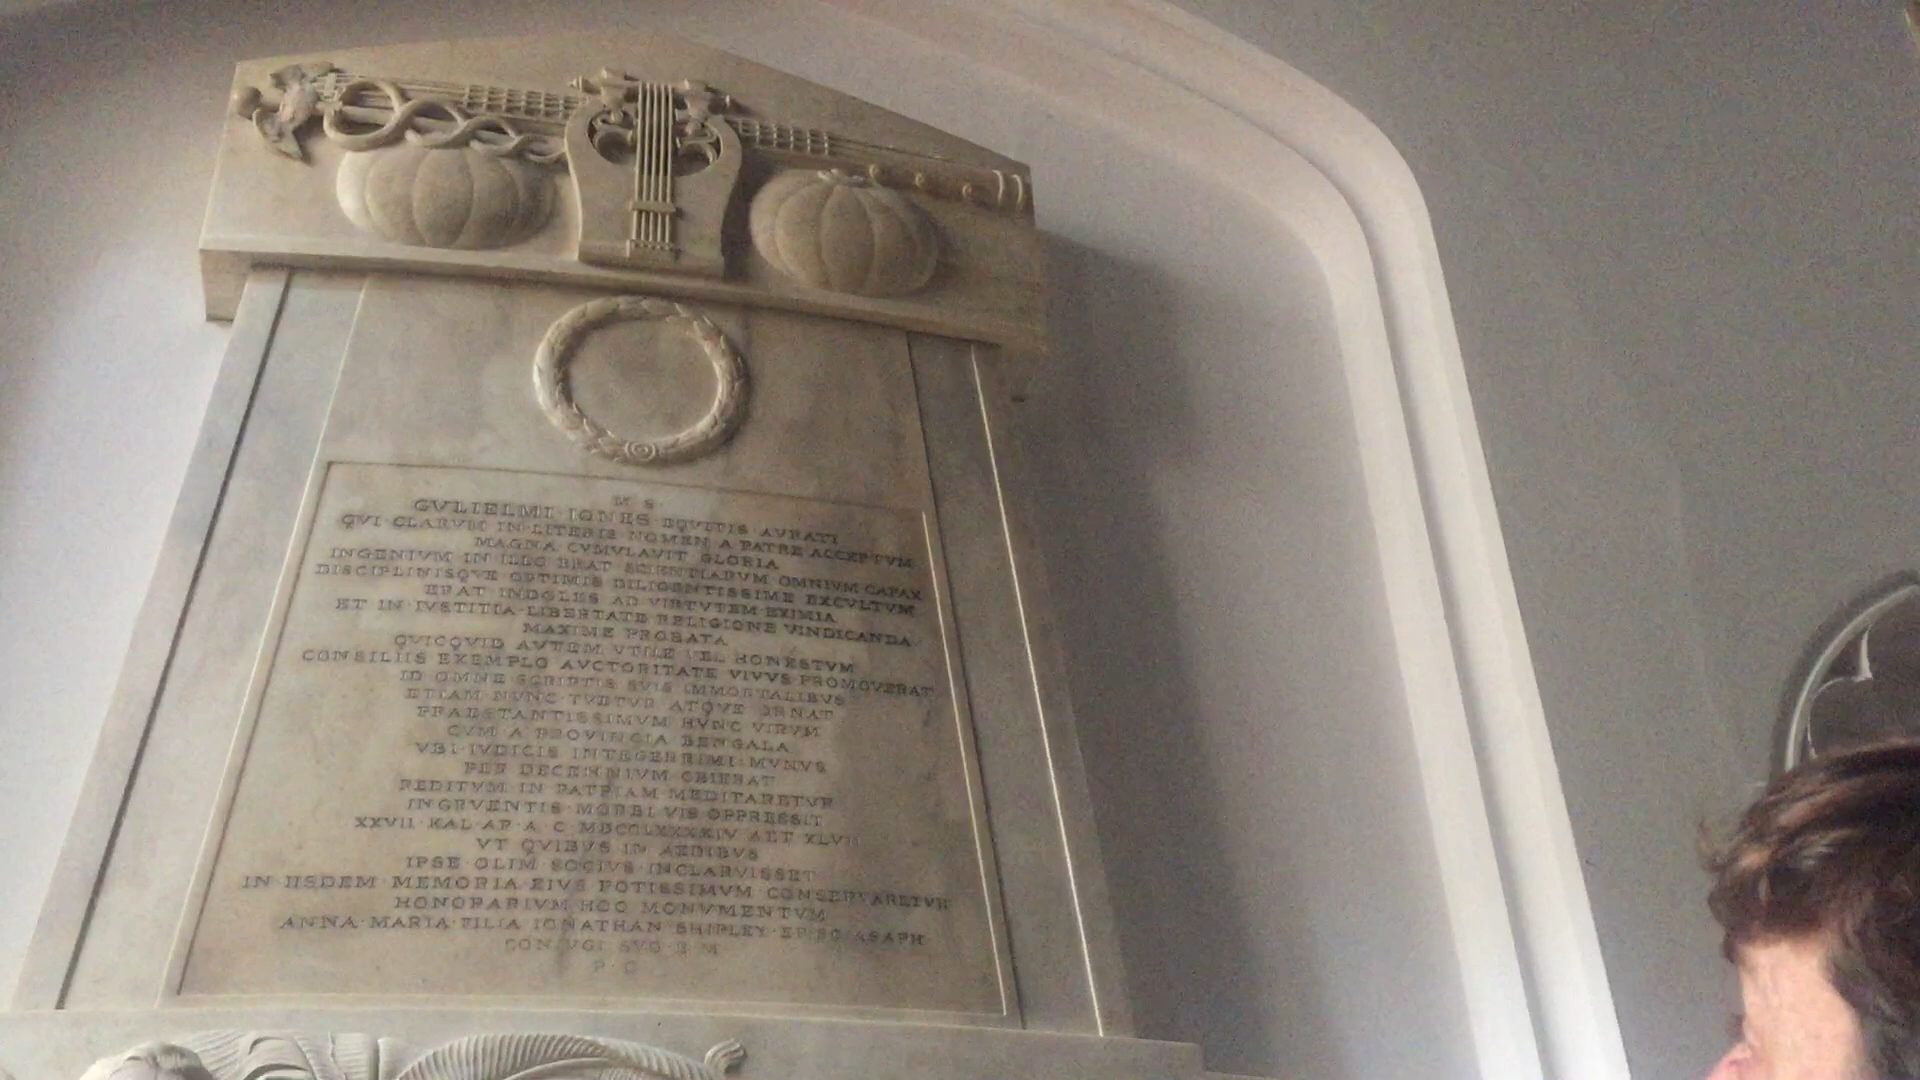 M S
GVLIELMI IONES EQVITIS AVRATI
QVI CLARVM IN LITERIS NOMEN A PATRE ACCEPTVM
MAGNA CVMVLAVIT GLORIA
INGENIVM IN ILLO ERAT SCIENTIARVM OMNIVM CAPAX
DISCIPLINISQVE OPTIMIS DILIGENTISSIME EXCVLTVM
ERAT INDOLES AD VIRTVTEM EXIMIA
ET IN IVSTITIA LIBERTATE RELIGIONE VINDICANDA
MAXIME PROBATA
QVICQVID AVTEM VTILE VEL HONESTVM
CONSILIIS EXEMPLO AVCTORITATE VIVVS PROMOVERAT
ID OMNE SCRIPTIS SVIS IMMORTALIBVS
ETIAM NVNC TVETVR ATQVE ORNAT
PRAESTANTISSIMVM HVNC VIRVM
CVM A PROVINCIA BENGALA
VBI IVDICIS INTEGERRIMI MVNVS
PER DECENNIVM OBIERAT
REDITVM IN PATRIAM MEDITARETVR
INGRVENTIS MORBI VIS OPPRESSIT
XXVII KAL AP A C MDCCLXXXXIV AET XLVII
VT QVIBVS IN AEDIBVS
IPSE OLIM SOCIVS INCLARVISSET
IN IISDEM MEMORIA EIVS POTISSIMVM CONSERVARETVR
HONORARIVM HOC MONVMENTVM
ANNA MARIA FILIA IONATHAN SHIPLEY EPISC ASAPH
CONIVGI SVO B M
P C